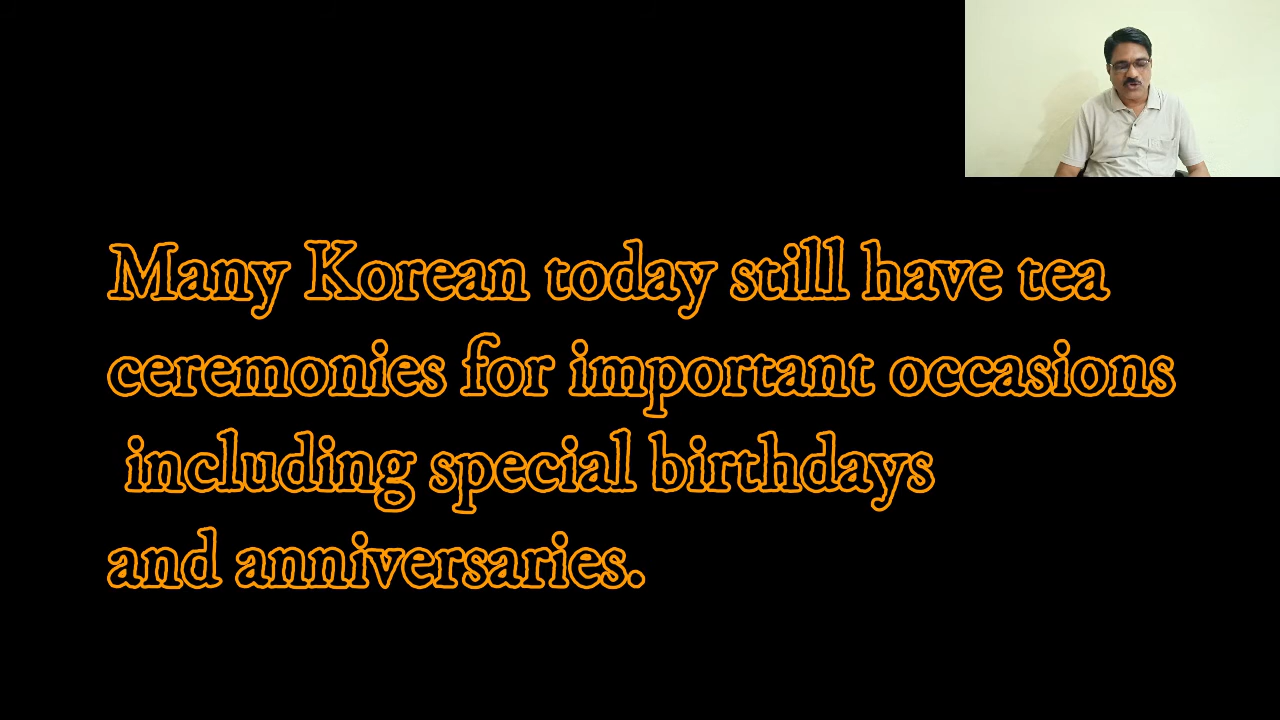 Many Korean today still have tea
ceremonies for important occasions
including special birthdays
and anniversaries.